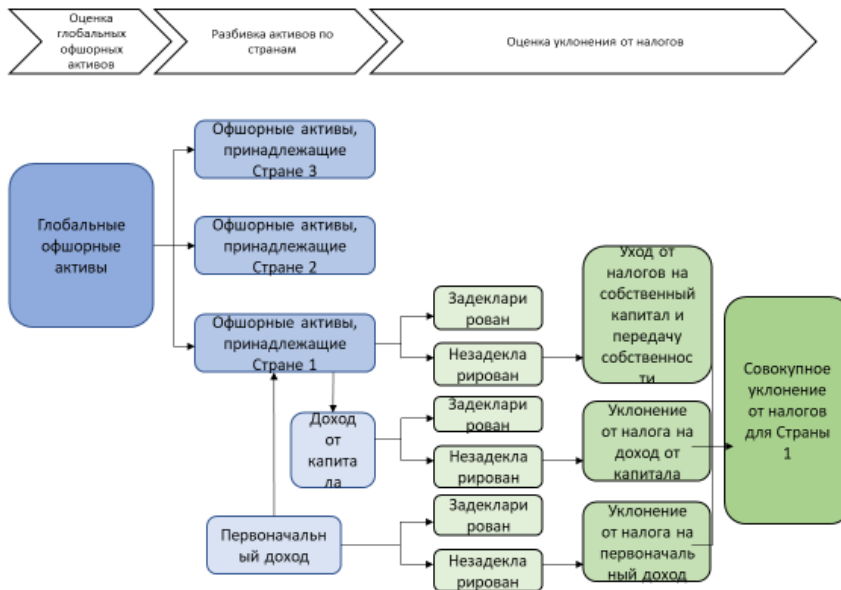 Оценка
глобальных
офшорных
активов
Разбивка активов по
странам
Оценка уклонения от налогов
Офшорные активы,
принадлежащие
Стране 3
Глобальные
офшорные
активы
Офшорные активы,
принадлежащие
Стране 2
Офшорные активы,
принадлежащие
Стране 1
Задеклари
рован
Незадекла
рирован
Уход от
налогов на
собственный
капитал и
передачу
собственнос
ти
Доход
от
капита
ла
Задеклари
рован
Незадекла
рирован
Уклонение
от налога на
доход от
капитала
Совокупное
уклонение
от налогов
для Страны
1
Первоначальн
ый доход
Задеклари
рован
Незадекла
рирован
Уклонение
от налога на
первоначаль
ный доход